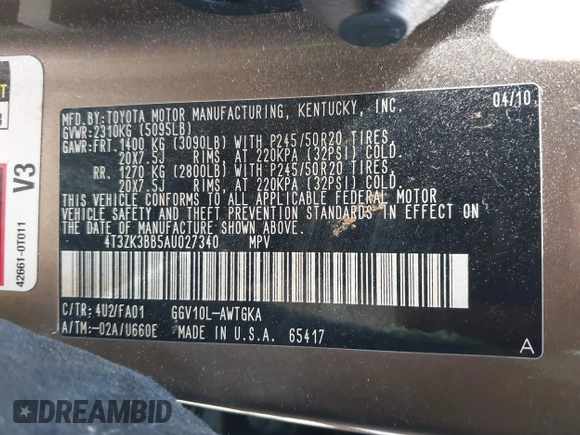 MFD.BY:TOYOTA MOTOR MANUFACTURING, KENTUCKY, INC. 04/10
GVWR:2310KG (5095LB)
GAWR:FRT.1400 KG (3090LB) WITH P245/50R20 TIRES,
20X7.5J RIMS, AT 220KPA (32PSI) COLD.
RR. 1270 KG (2800LB) WITH P245/50R20 TIRES,
20X7.5J RIMS, AT 220KPA (32PSI) COLD.
THIS VEHICLE CONFORMS TO ALL APPLICABLE FEDERAL MOTOR
VEHICLE SAFETY AND THEFT PREVENTION STANDARDS IN EFFECT ON
THE DATE OF MANUFACTURE SHOWN ABOVE.
4T3ZK3BB5AU027340 MPV
C/TR: 4U2/FA01 GGV10L-AWTGKA
A/TM:-02A/U660E MADE IN U.S.A. 65417
A
V3
42661-0T011
DREAMBID